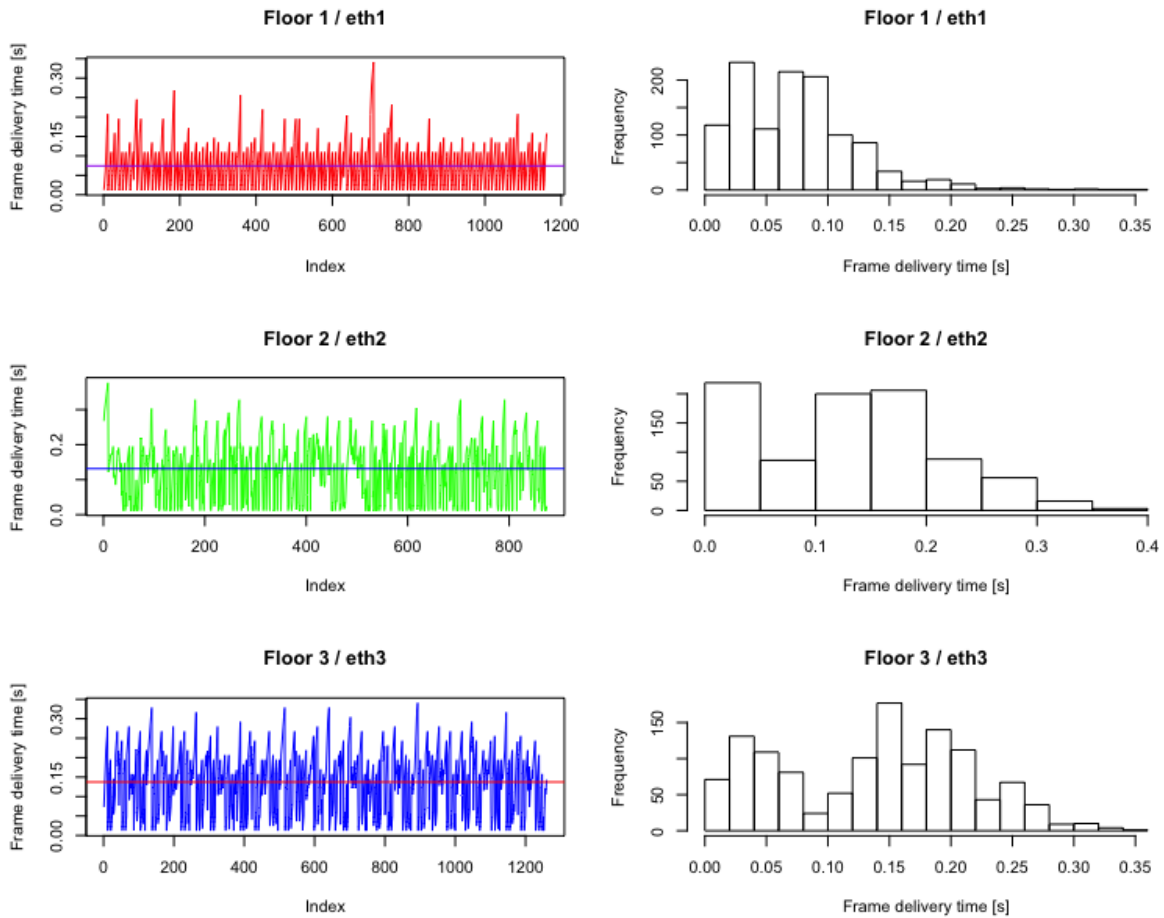 Floor 1 / eth1
Frame delivery time [s]
0.00 0.15 0.30
0 200 400 600 800 1000 1200
Index
Floor 1 / eth1
Frequency
0 100 200
0.00 0.05 0.10 0.15 0.20 0.25 0.30 0.35
Frame delivery time [s]
Floor 2 / eth2
Frame delivery time [s]
0.0 0.2
0 200 400 600 800
Index
Floor 2 / eth2
Frequency
0 50 150
0.0 0.1 0.2 0.3 0.4
Frame delivery time [s]
Floor 3 / eth3
Frame delivery time [s]
0.00 0.15 0.30
0 200 400 600 800 1000 1200
Index
Floor 3 / eth3
Frequency
0 50 150
0.00 0.05 0.10 0.15 0.20 0.25 0.30 0.35
Frame delivery time [s]